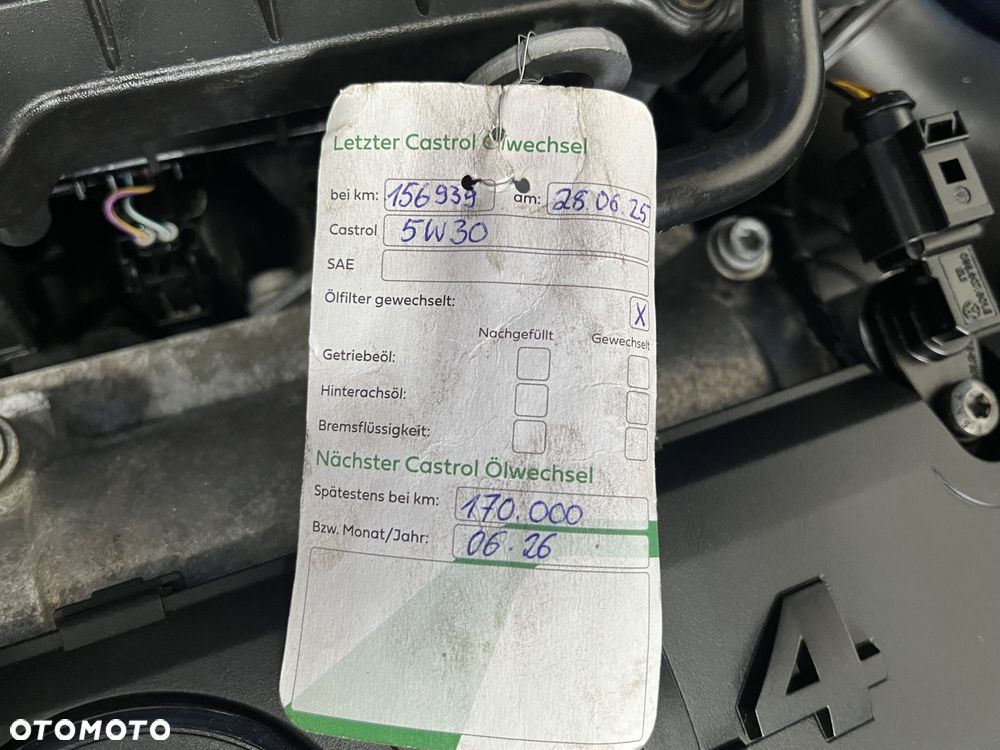 Letzter Castrol Ölwechsel
bei km: 156939 am: 28.06.25
Castrol 5W30
SAE
Ölfilter gewechselt: X
Nachgefüllt Gewechselt
Getriebeöl:
Hinterachsöl:
Bremsflüssigkeit:
Nächster Castrol Ölwechsel
Spätestens bei km: 170.000
Bzw. Monat/Jahr: 06.26
4
OTOMOTO